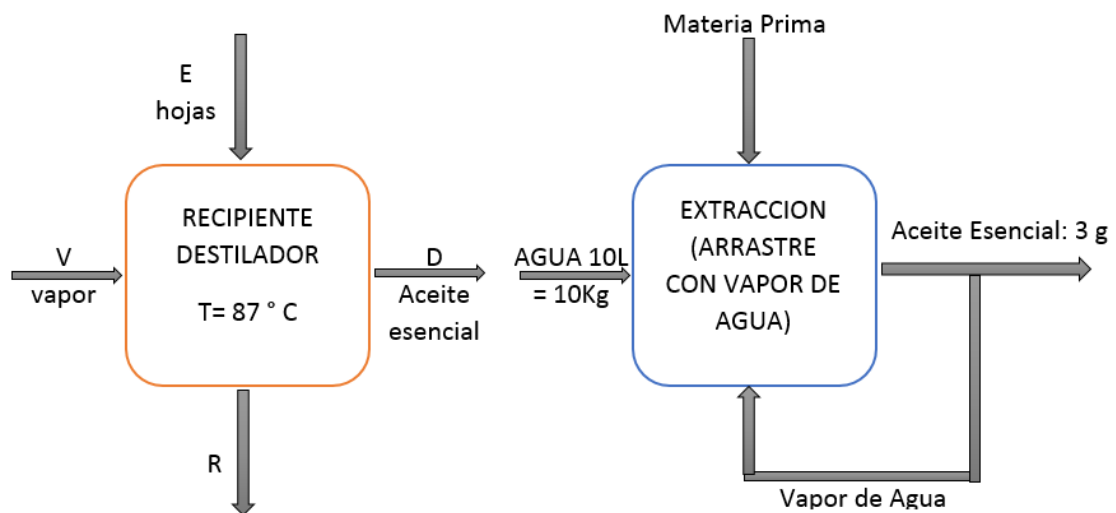 E
hojas
RECIPIENTE
DESTILADOR
T= 87 ° C
V
vapor
D
Aceite
esencial
R
Materia Prima
AGUA 10L
= 10Kg
EXTRACCION
(ARRASTRE
CON VAPOR DE
AGUA)
Aceite Esencial: 3 g
Vapor de Agua